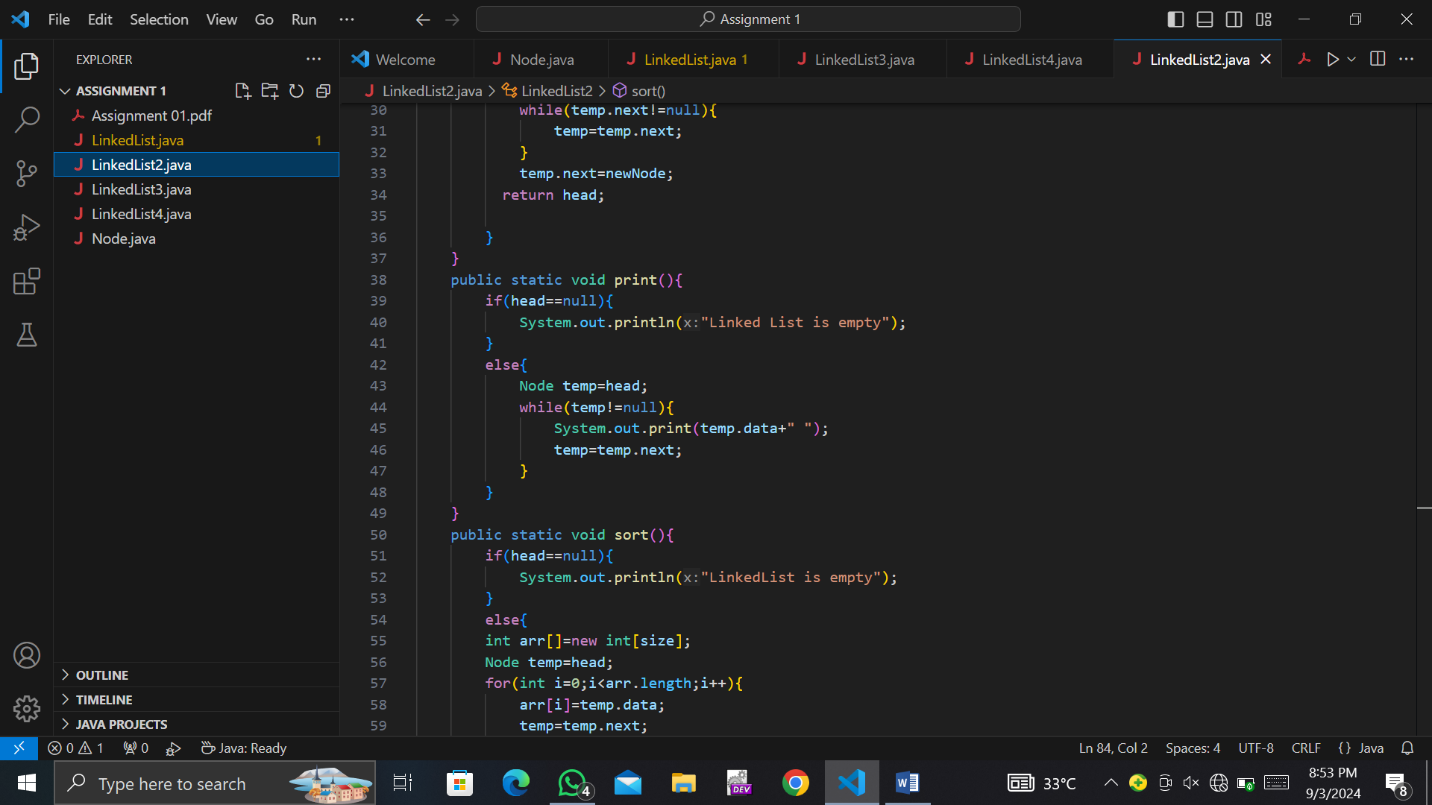 File Edit Selection View Go Run ···
Assignment 1
EXPLORER
ASSIGNMENT 1
Assignment 01.pdf
LinkedList.java 1
LinkedList2.java
LinkedList3.java
LinkedList4.java
Node.java
OUTLINE
TIMELINE
JAVA PROJECTS
Welcome Node.java LinkedList.java 1 LinkedList3.java LinkedList4.java LinkedList2.java
LinkedList2.java > LinkedList2 > sort()
30 while(temp.next!=null){
31 temp=temp.next;
32 }
33 temp.next=newNode;
34 return head;
35
36 }
37 }
38 public static void print(){
39 if(head==null){
40 System.out.println(x:"Linked List is empty");
41 }
42 else{
43 Node temp=head;
44 while(temp!=null){
45 System.out.print(temp.data+" ");
46 temp=temp.next;
47 }
48 }
49 }
50 public static void sort(){
51 if(head==null){
52 System.out.println(x:"LinkedList is empty");
53 }
54 else{
55 int arr[]=new int[size];
56 Node temp=head;
57 for(int i=0;i<arr.length;i++){
58 arr[i]=temp.data;
59 temp=temp.next;
0 1 0 Java: Ready Ln 84, Col 2 Spaces: 4 UTF-8 CRLF {} Java
Type here to search
4
DEV
33°C
8:53 PM
9/3/2024
8